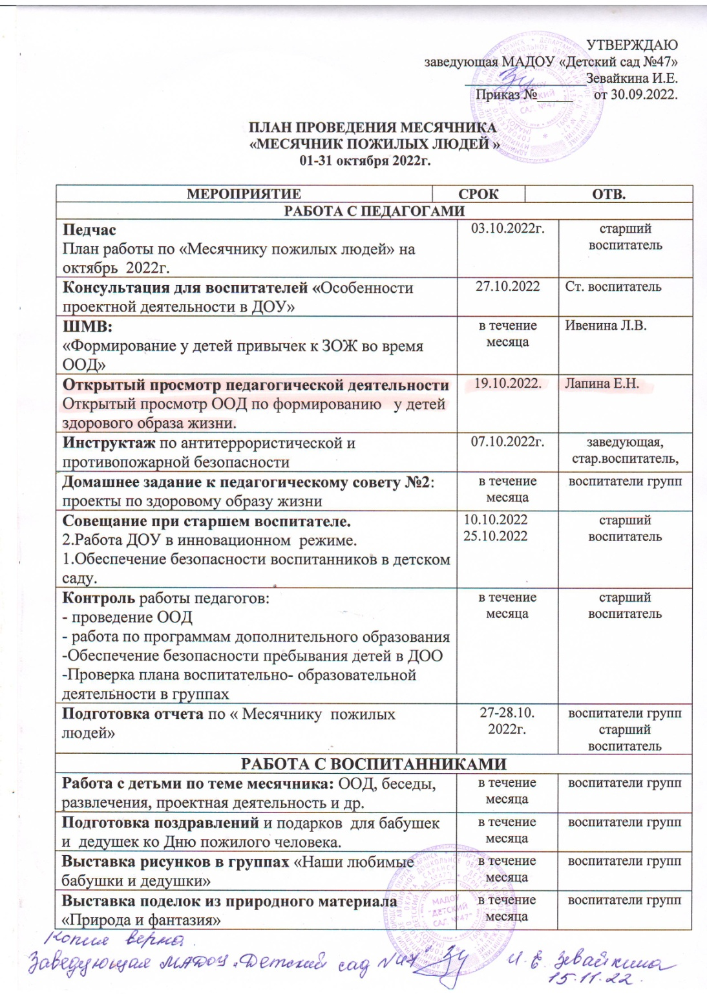 УТВЕРЖДАЮ
заведующая МАДОУ «Детский сад №47»
Зевайкина И.Е.
Приказ №_____ от 30.09.2022.
ПЛАН ПРОВЕДЕНИЯ МЕСЯЧНИКА
«МЕСЯЧНИК ПОЖИЛЫХ ЛЮДЕЙ »
01-31 октября 2022г.
МЕРОПРИЯТИЕ СРОК ОТВ.
РАБОТА С ПЕДАГОГАМИ
Педчас 03.10.2022г. старший
План работы по «Месячнику пожилых людей» на воспитатель
октябрь 2022г.
Консультация для воспитателей «Особенности 27.10.2022 Ст. воспитатель
проектной деятельности в ДОУ»
ШМВ: в течение Ивенина Л.В.
«Формирование у детей привычек к ЗОЖ во время месяца
ООД»
Открытый просмотр педагогической деятельности 19.10.2022. Лапина Е.Н.
Открытый просмотр ООД по формированию у детей
здорового образа жизни.
Инструктаж по антитеррористической и 07.10.2022г. заведующая,
противопожарной безопасности стар.воспитатель,
Домашнее задание к педагогическому совету №2: в течение воспитатели групп
проекты по здоровому образу жизни месяца
Совещание при старшем воспитателе. 10.10.2022 старший
2.Работа ДОУ в инновационном режиме. 25.10.2022 воспитатель
1.Обеспечение безопасности воспитанников в детском
саду.
Контроль работы педагогов: в течение старший
- проведение ООД месяца воспитатель
- работа по программам дополнительного образования
-Обеспечение безопасности пребывания детей в ДОО
-Проверка плана воспитательно- образовательной
деятельности в группах
Подготовка отчета по « Месячнику пожилых 27-28.10. воспитатели групп
людей» 2022г. старший
воспитатель
РАБОТА С ВОСПИТАННИКАМИ
Работа с детьми по теме месячника: ООД, беседы, в течение воспитатели групп
развлечения, проектная деятельность и др. месяца
Подготовка поздравлений и подарков для бабушек в течение воспитатели групп
и дедушек ко Дню пожилого человека. месяца
Выставка рисунков в группах «Наши любимые в течение воспитатели групп
бабушки и дедушки» месяца
Выставка поделок из природного материала в течение воспитатели групп
«Природа и фантазия» месяца
МАДОУ
"ДЕТСКИЙ
САД №47"
Копия верна
Заведующая МАДОУ „Детский сад №47" И.Е. Зевайкина
15.11.22.